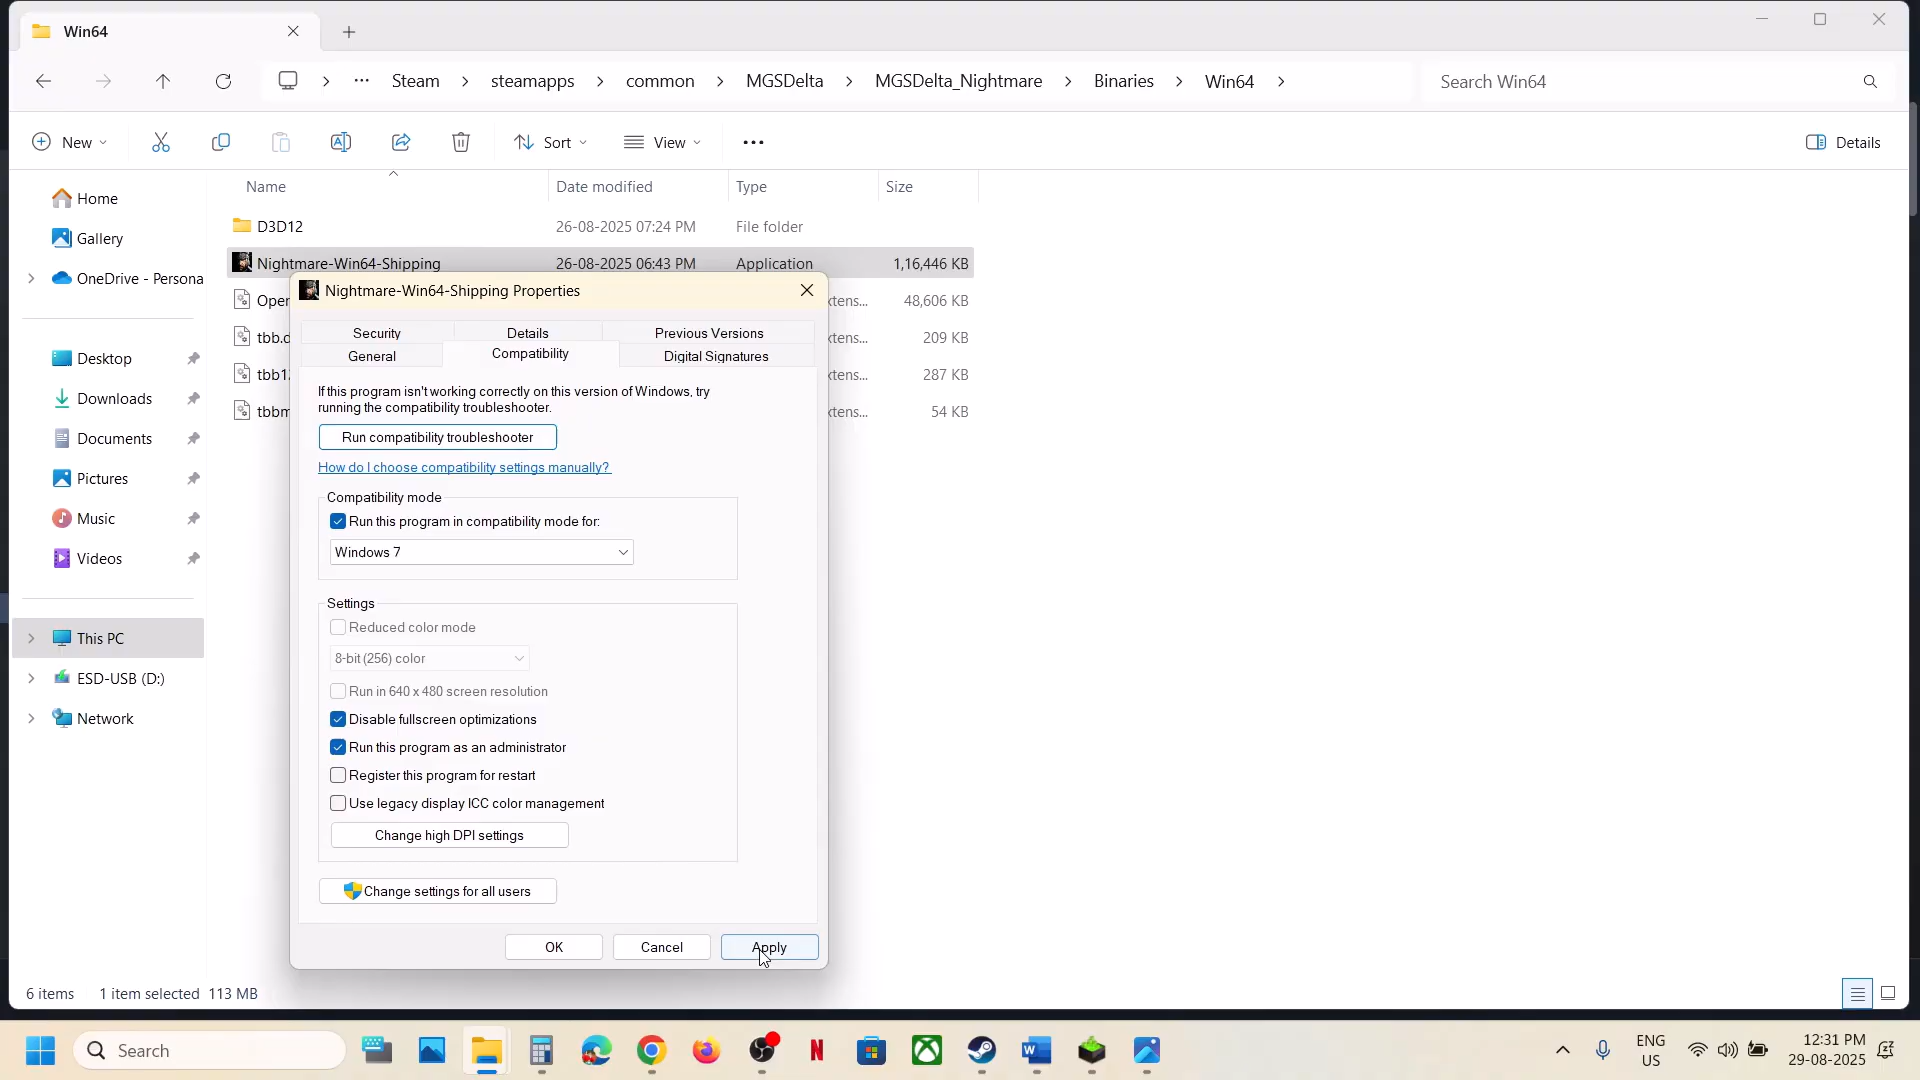 Win64
Steam
steamapps
common
MGSDelta
MGSDelta_Nightmare
Binaries
Win64
Search Win64
New
Sort
View
Details
Name
Date modified
Type
Size
D3D12
26-08-2025 07:24 PM
File folder
Nightmare-Win64-Shipping
26-08-2025 06:43 PM
Application
1,16,446 KB
Oper
xtens...
48,606 KB
tbb.d
xtens...
209 KB
tbb1
xtens...
287 KB
tbbm
xtens...
54 KB
Home
Gallery
OneDrive - Persona
Desktop
Downloads
Documents
Pictures
Music
Videos
This PC
ESD-USB (D:)
Network
Nightmare-Win64-Shipping Properties
Security
Details
Previous Versions
General
Compatibility
Digital Signatures
If this program isn't working correctly on this version of Windows, try
running the compatibility troubleshooter.
Run compatibility troubleshooter
How do I choose compatibility settings manually?
Compatibility mode
Run this program in compatibility mode for:
Windows 7
Settings
Reduced color mode
8-bit (256) color
Run in 640 x 480 screen resolution
Disable fullscreen optimizations
Run this program as an administrator
Register this program for restart
Use legacy display ICC color management
Change high DPI settings
Change settings for all users
OK
Cancel
Apply
6 items
1 item selected 113 MB
Search
ENG
US
12:31 PM
29-08-2025